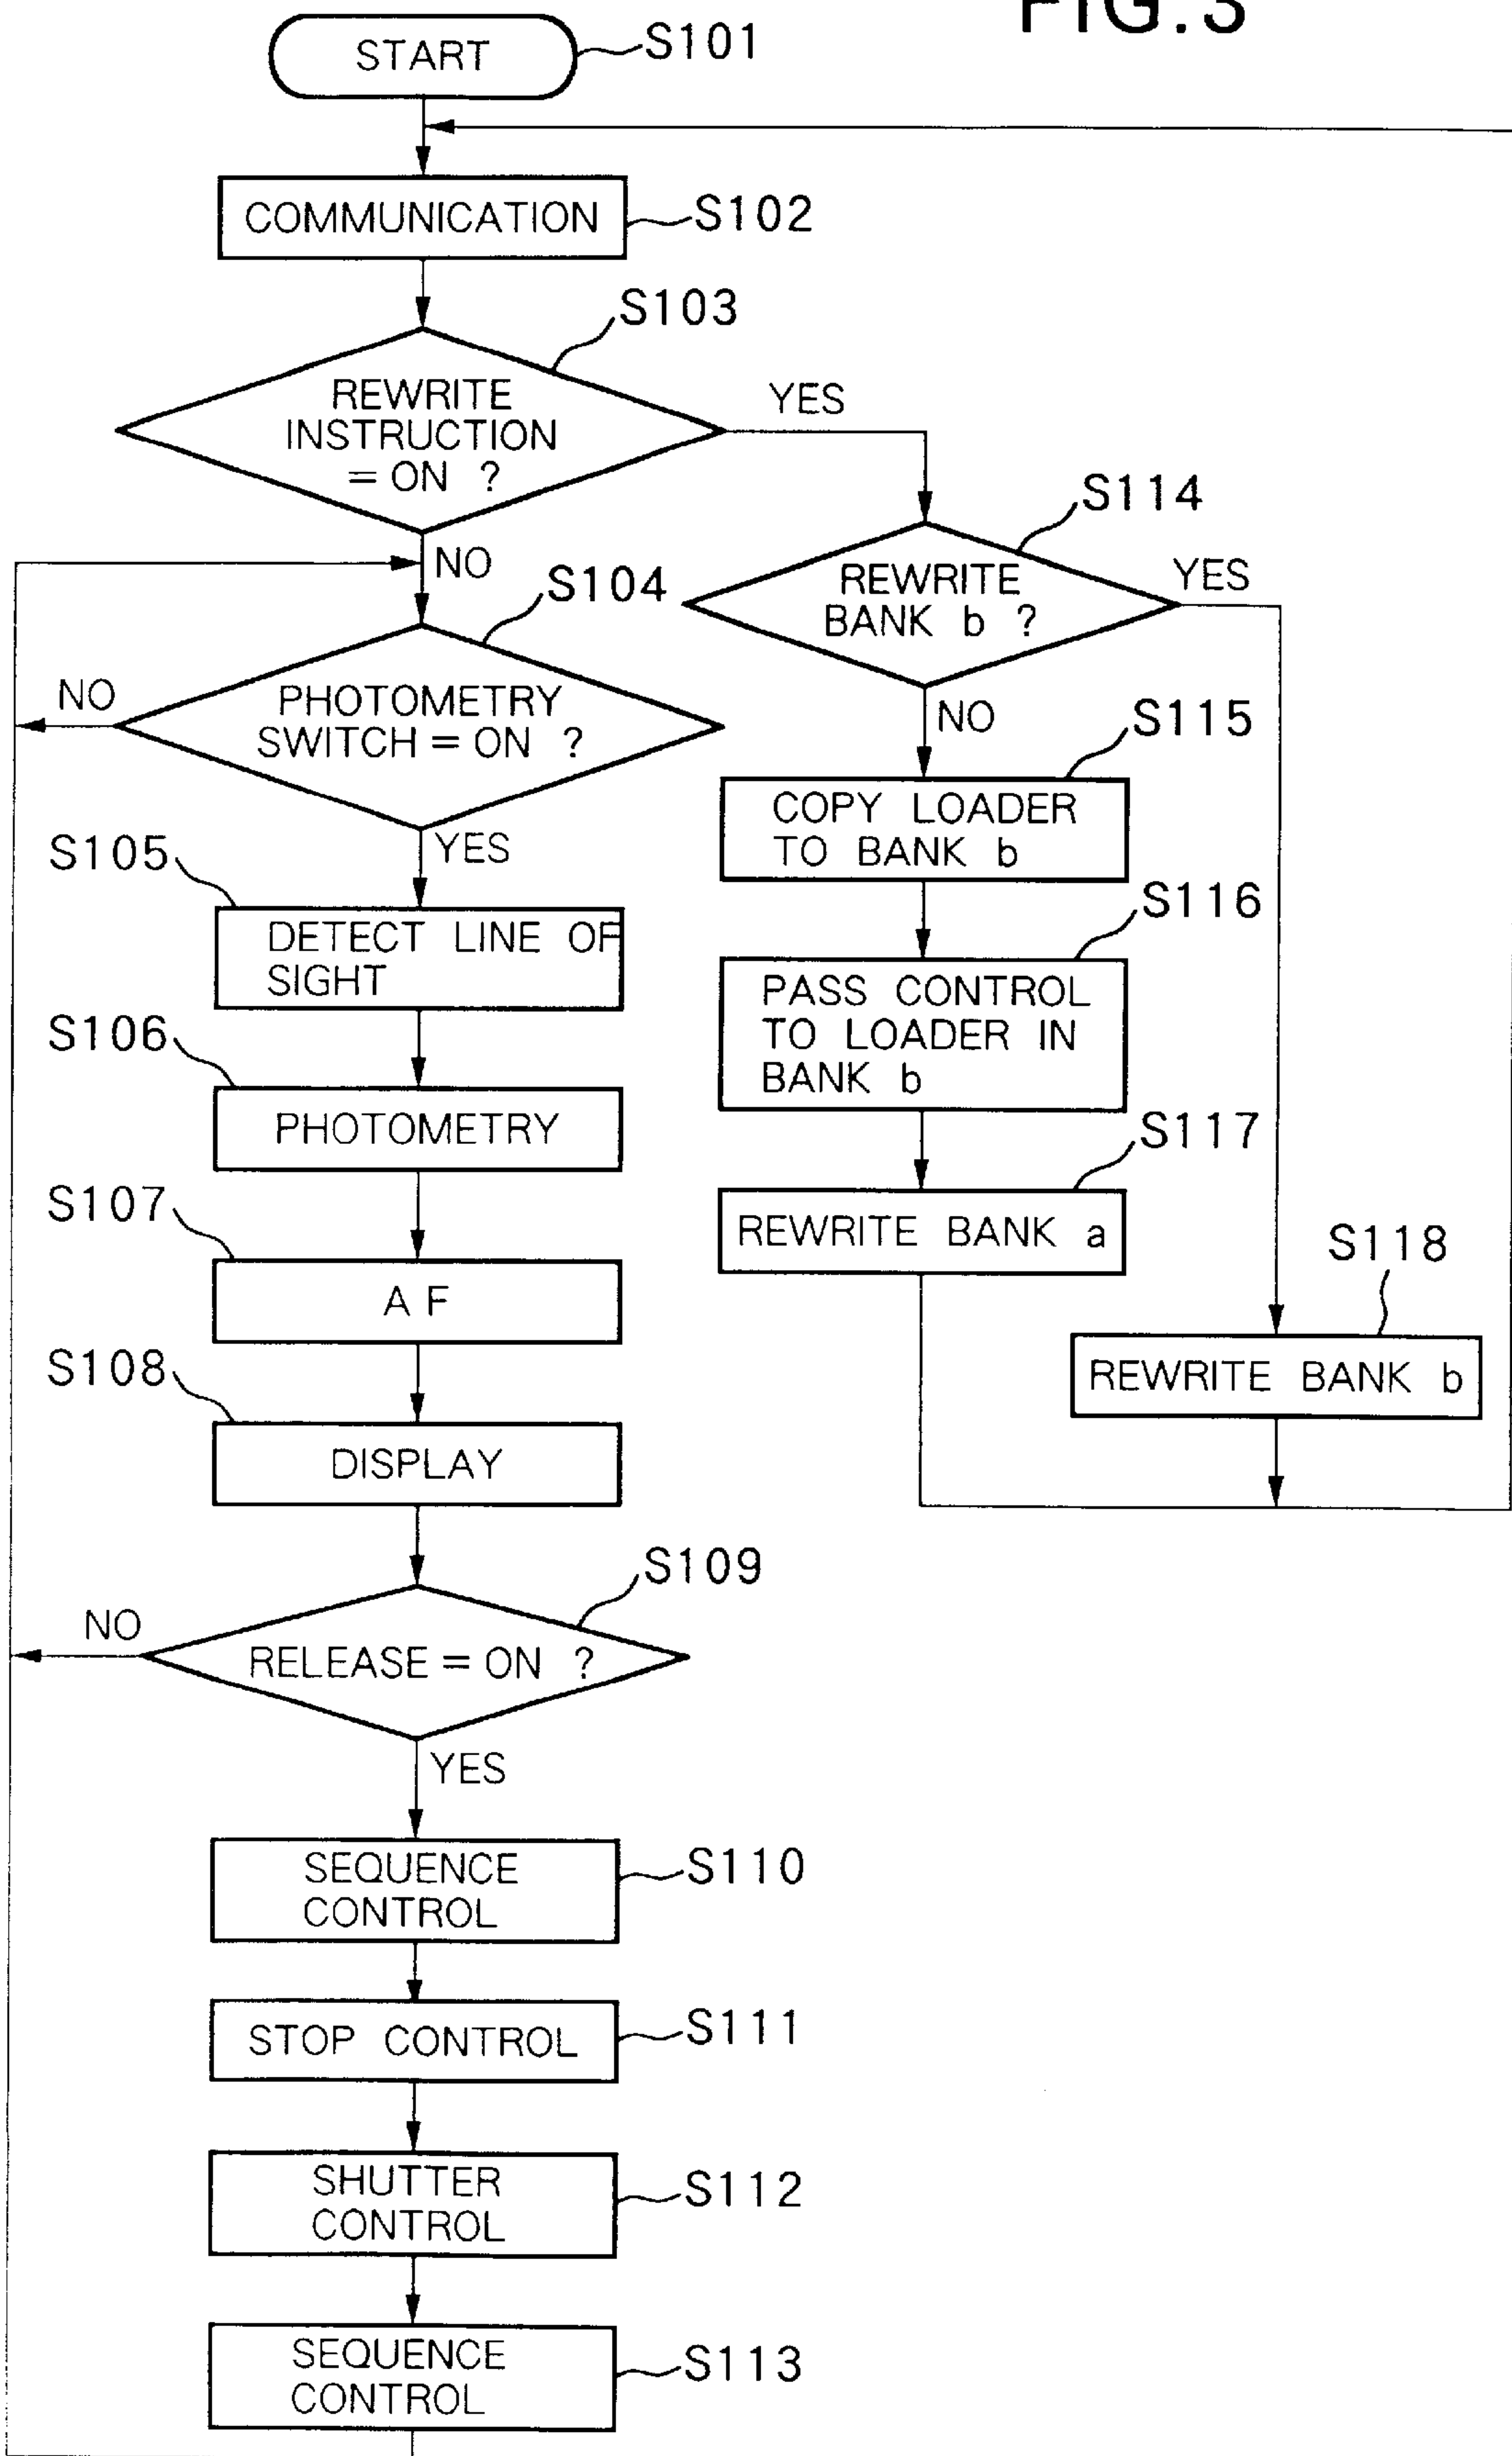 FIG.3
START
S101
COMMUNICATION
S102
S103
REWRITE
INSTRUCTION
= ON ?
YES
NO
S114
REWRITE
BANK b ?
YES
NO
S104
PHOTOMETRY
SWITCH = ON ?
NO
YES
S115
COPY LOADER
TO BANK b
S105
DETECT LINE OF
SIGHT
S116
PASS CONTROL
TO LOADER IN
BANK b
S106
PHOTOMETRY
S117
REWRITE BANK a
S107
AF
S118
REWRITE BANK b
S108
DISPLAY
S109
RELEASE = ON ?
NO
YES
SEQUENCE
CONTROL
S110
STOP CONTROL
S111
SHUTTER
CONTROL
S112
SEQUENCE
CONTROL
S113